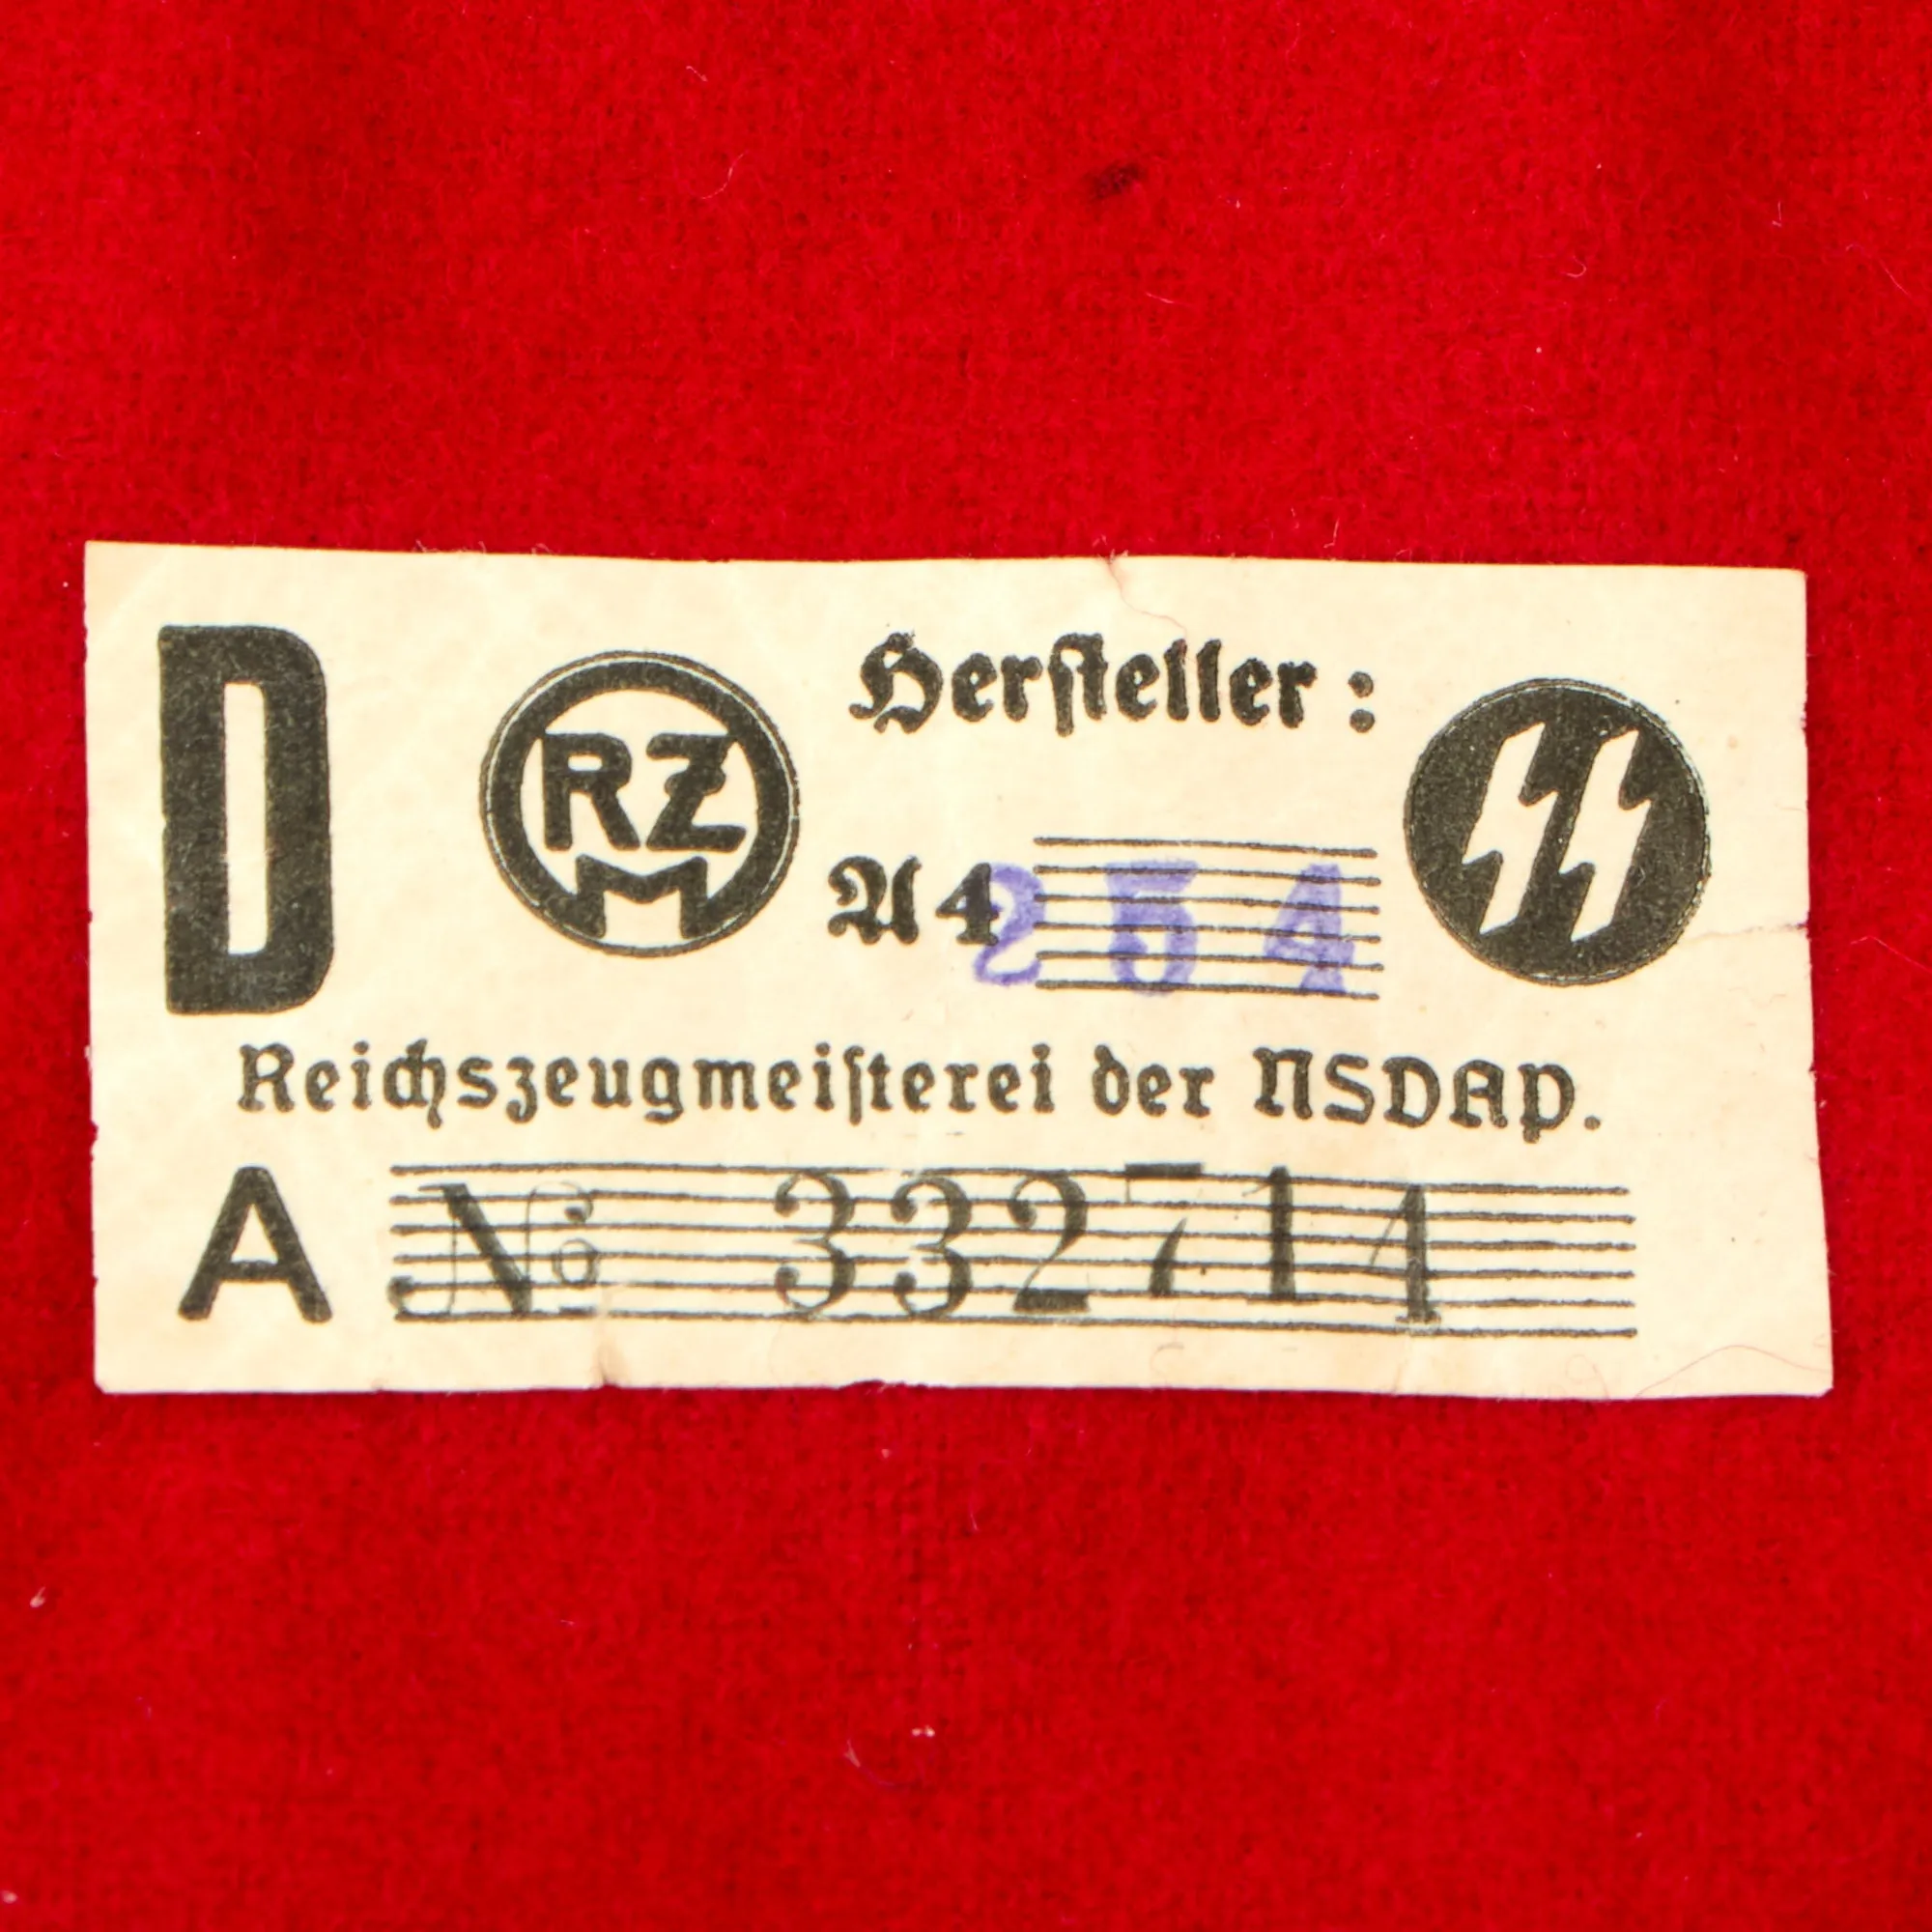 D
RZM
Hersteller:
A4 254
SS
Reichszeugmeisterei der NSDAP.
A № 332714